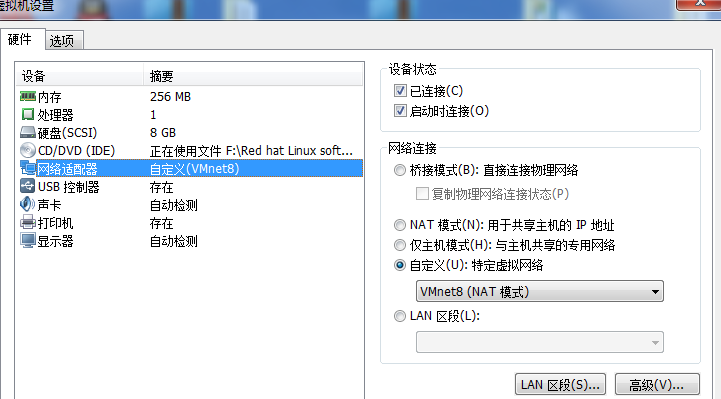 虚拟机设置
硬件 选项
设备 摘要
内存 256 MB
处理器 1
硬盘(SCSI) 8 GB
CD/DVD (IDE) 正在使用文件 F:\Red hat Linux soft...
网络适配器 自定义(VMnet8)
USB 控制器 存在
声卡 自动检测
打印机 存在
显示器 自动检测
设备状态
已连接(C)
启动时连接(O)
网络连接
桥接模式(B): 直接连接物理网络
复制物理网络连接状态(P)
NAT 模式(N): 用于共享主机的 IP 地址
仅主机模式(H): 与主机共享的专用网络
自定义(U): 特定虚拟网络
VMnet8 (NAT 模式)
LAN 区段(L):
LAN 区段(S)... 高级(V)...